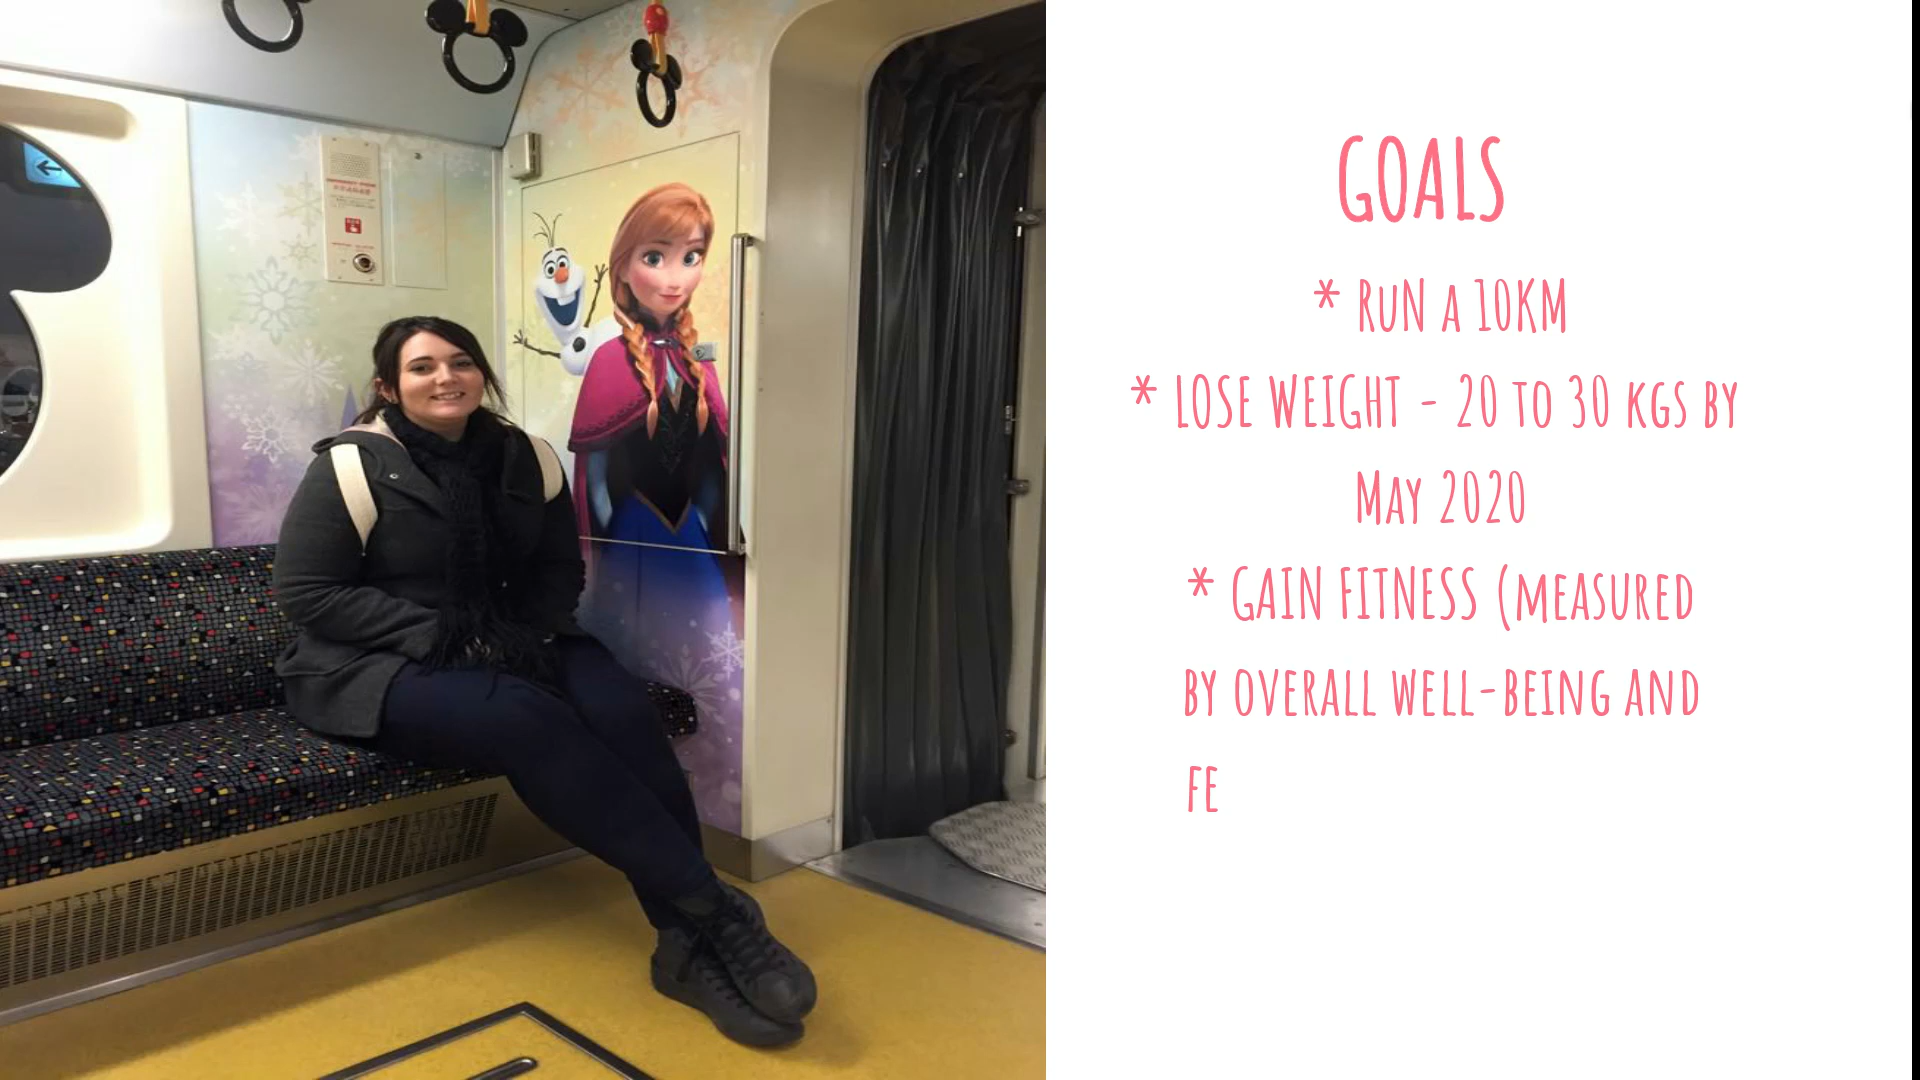 GOALS
* RUN A 10KM
* LOSE WEIGHT - 20 TO 30 KGS BY
MAY 2020
* GAIN FITNESS (MEASURED
BY OVERALL WELL-BEING AND
FE